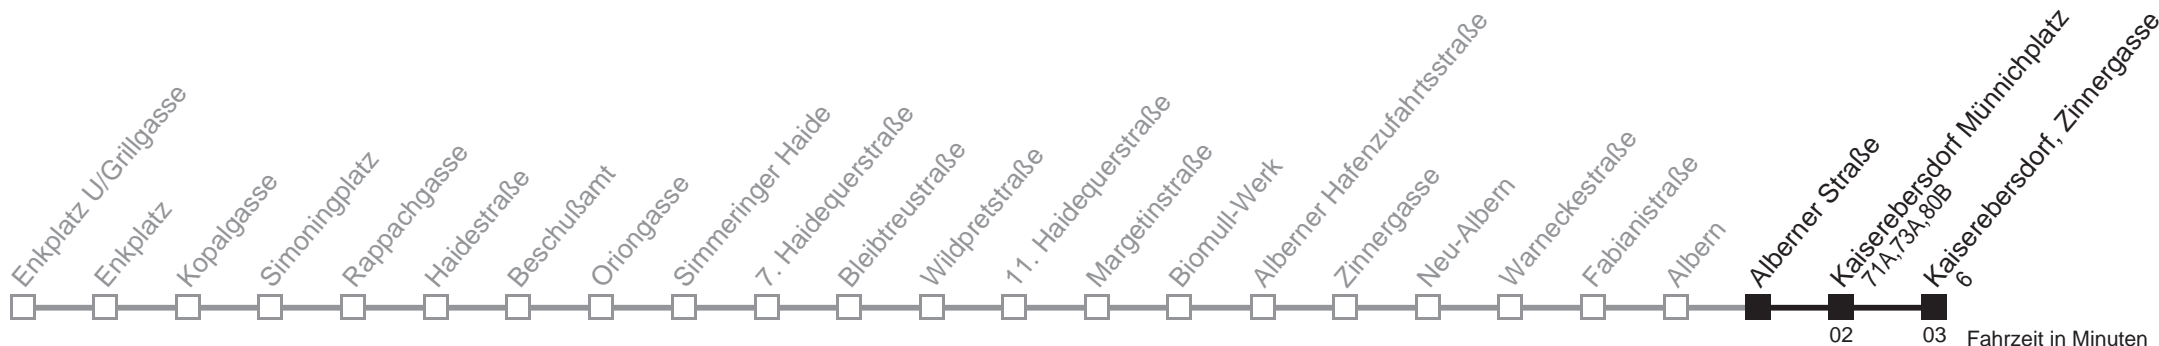 Enkplatz U/Grillgasse
Enkplatz
Kopalgasse
Simoningplatz
Rappachgasse
Haidestraße
Beschußamt
Oriongasse
Simmeringer Haide
7. Haidequerstraße
Bleibtreustraße
Wildpretstraße
11. Haidequerstraße
Margetinstraße
Biomull-Werk
Alberner Hafenzufahrtsstraße
Zinnergasse
Neu-Albern
Warneckestraße
Fabianistraße
Albern
Alberner Straße
Kaiserebersdorf Münnichplatz
71A,73A,80B
Kaiserebersdorf, Zinnergasse
6
02
03
Fahrzeit in Minuten